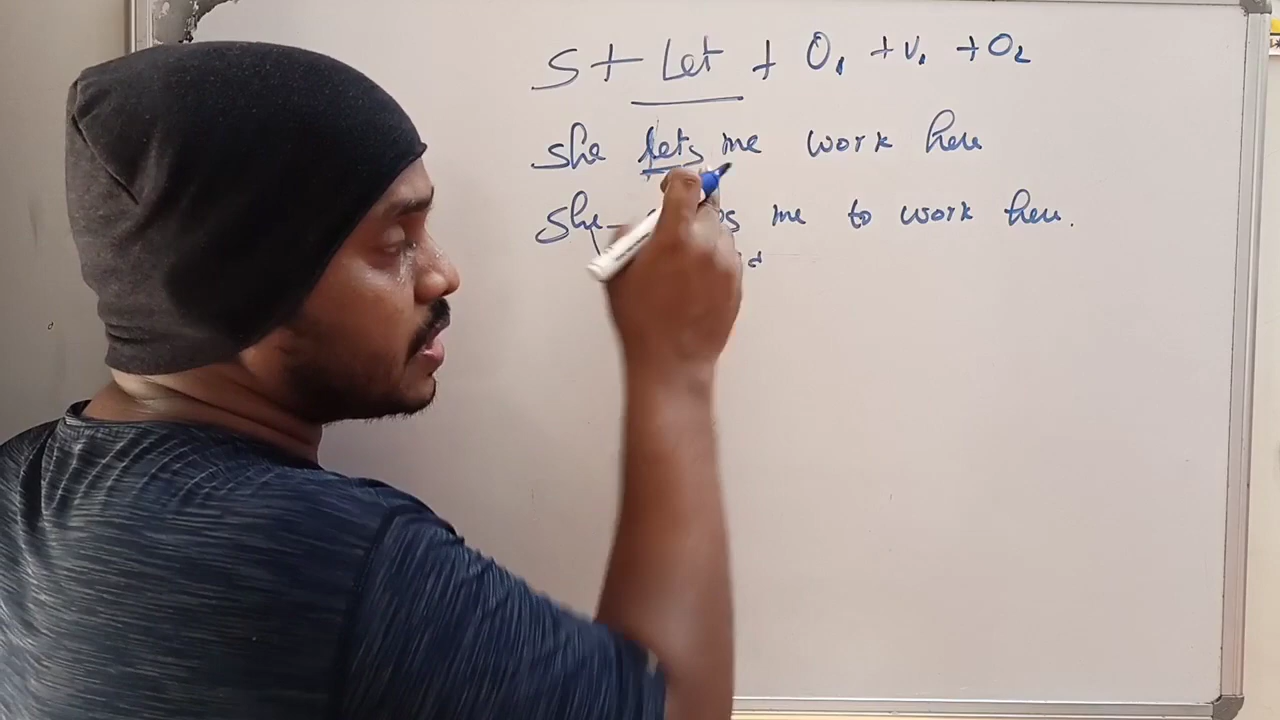 S + Let + O₁ + V₁ + O₂
she lets me work here
She me to work here.